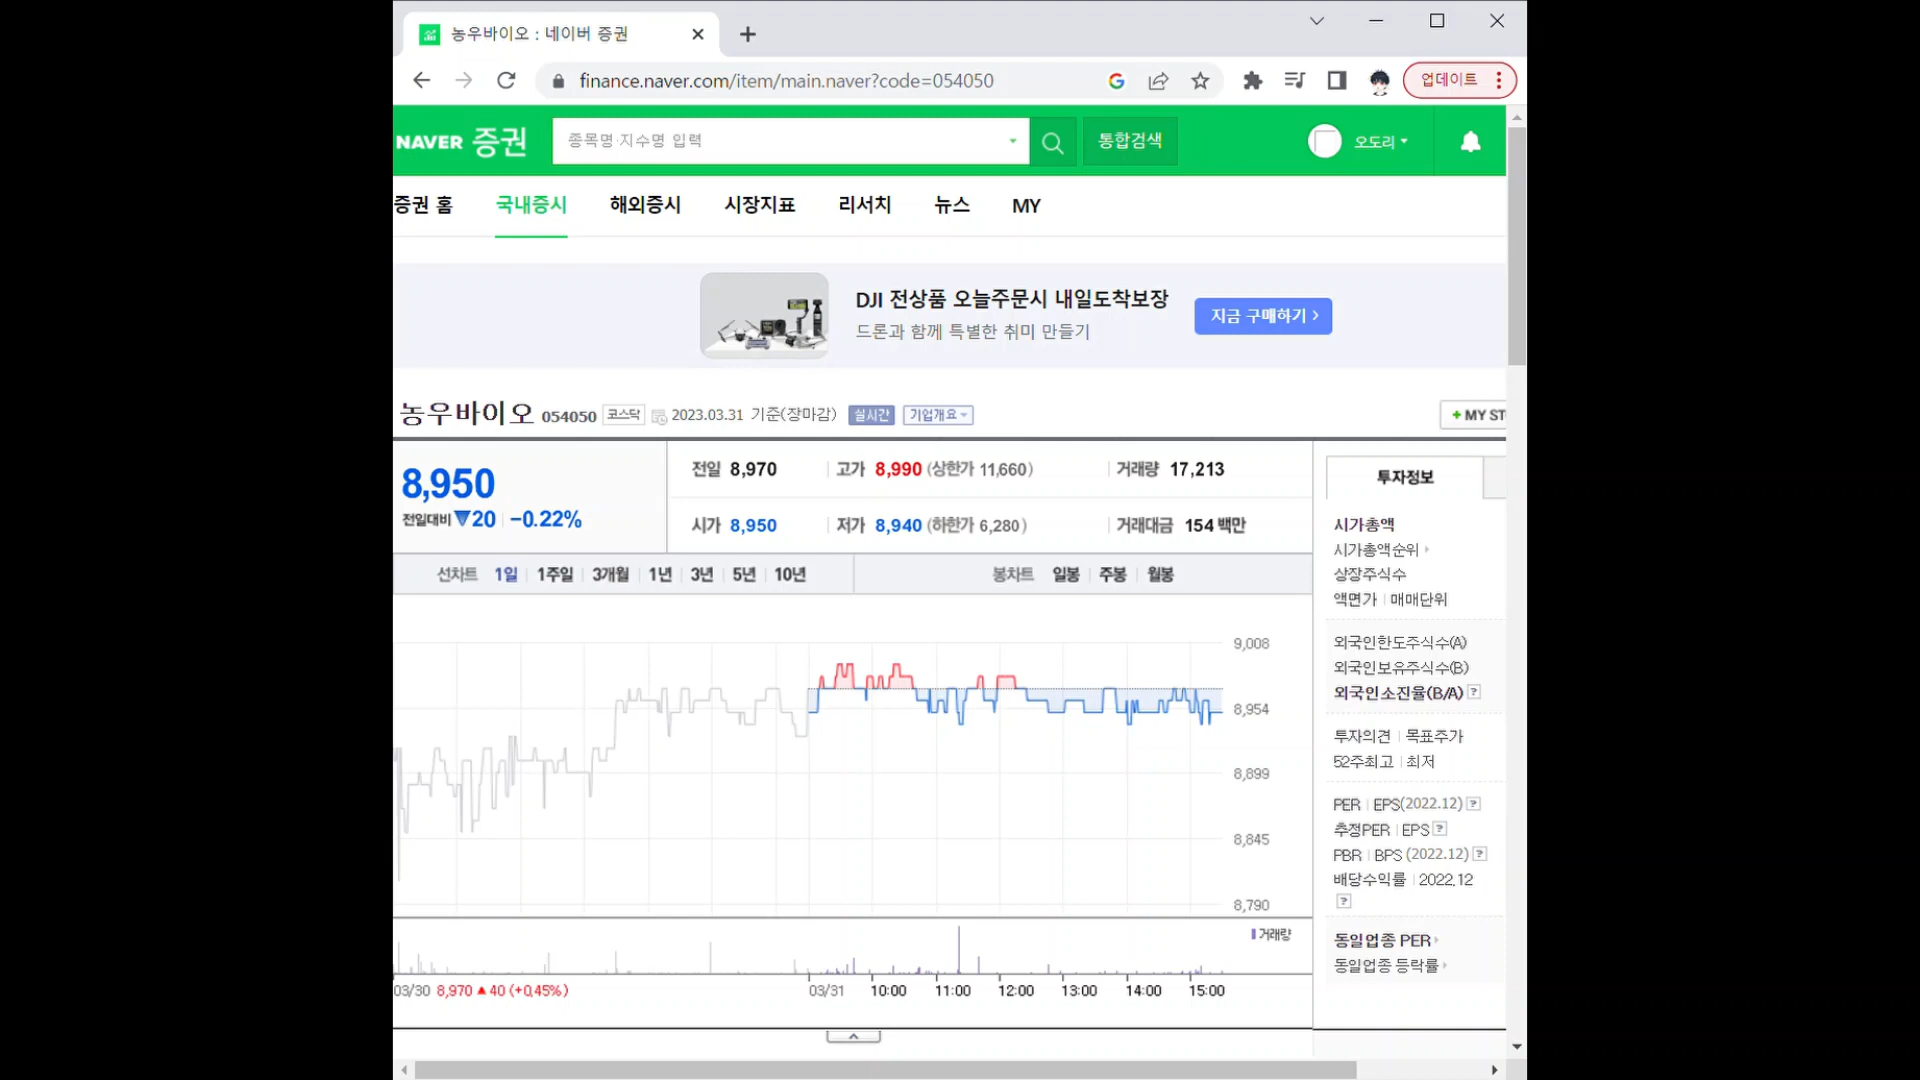 농우바이오 : 네이버 증권
finance.naver.com/item/main.naver?code=054050
업데이트
NAVER 증권
종목명·지수명 입력
통합검색
오도리
증권 홈 국내증시 해외증시 시장지표 리서치 뉴스 MY
DJI 전상품 오늘주문시 내일도착보장
드론과 함께 특별한 취미 만들기
지금 구매하기 >
농우바이오 054050 코스닥 2023.03.31 기준(장마감) 실시간 기업개요
+ MY ST
8,950
전일대비 ▼20 -0.22%
전일 8,970 고가 8,990 (상한가 11,660) 거래량 17,213
시가 8,950 저가 8,940 (하한가 6,280) 거래대금 154 백만
선차트 1일 1주일 3개월 1년 3년 5년 10년 봉차트 일봉 주봉 월봉
9,008
8,954
8,899
8,845
8,790
거래량
03/30 8,970 ▲40 (+0.45%) 03/31 10:00 11:00 12:00 13:00 14:00 15:00
투자정보
시가총액
시가총액순위
상장주식수
액면가 매매단위
외국인한도주식수(A)
외국인보유주식수(B)
외국인소진율(B/A) ?
투자의견 목표주가
52주최고 최저
PER EPS(2022.12) ?
추정PER EPS ?
PBR BPS (2022.12) ?
배당수익률 2022.12
?
동일업종 PER
동일업종 등락률